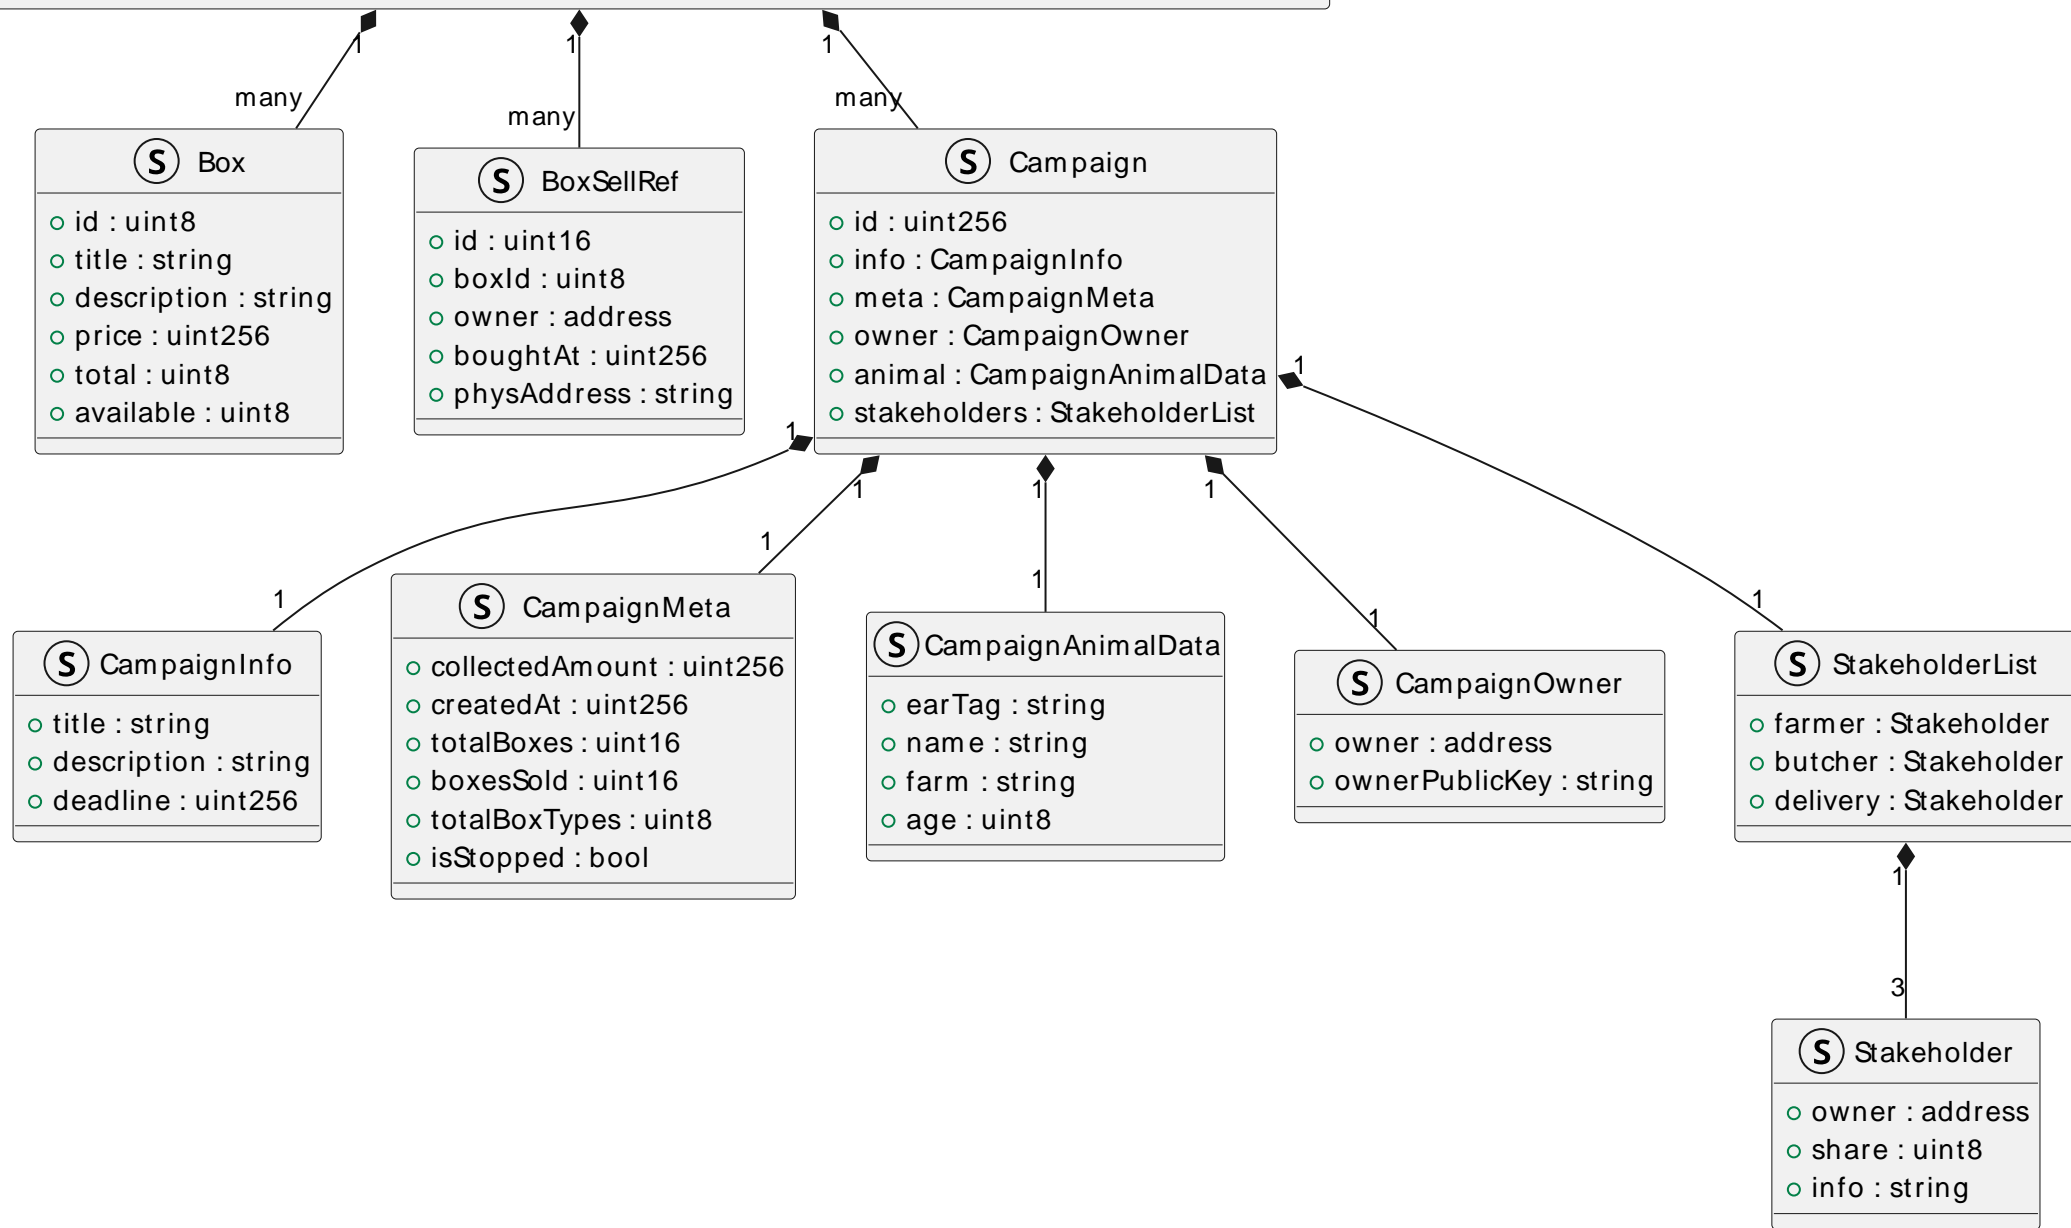 1
1
1
many
many
many
S Box
id : uint8
title : string
description : string
price : uint256
total : uint8
available : uint8
S BoxSellRef
id : uint16
boxId : uint8
owner : address
boughtAt : uint256
physAddress : string
S Campaign
id : uint256
info : CampaignInfo
meta : CampaignMeta
owner : CampaignOwner
animal : CampaignAnimalData
stakeholders : StakeholderList
1
1
1
1
1
1
1
1
1
1
S CampaignInfo
title : string
description : string
deadline : uint256
S CampaignMeta
collectedAmount : uint256
createdAt : uint256
totalBoxes : uint16
boxesSold : uint16
totalBoxTypes : uint8
isStopped : bool
S CampaignAnimalData
earTag : string
name : string
farm : string
age : uint8
S CampaignOwner
owner : address
ownerPublicKey : string
S StakeholderList
farmer : Stakeholder
butcher : Stakeholder
delivery : Stakeholder
1
3
S Stakeholder
owner : address
share : uint8
info : string